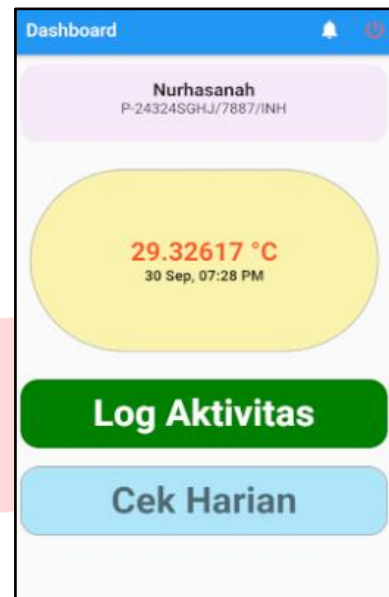 Dashboard
Nurhasanah
P-24324SGHJ/7887/INH
29.32617 °C
30 Sep, 07:28 PM
Log Aktivitas
Cek Harian